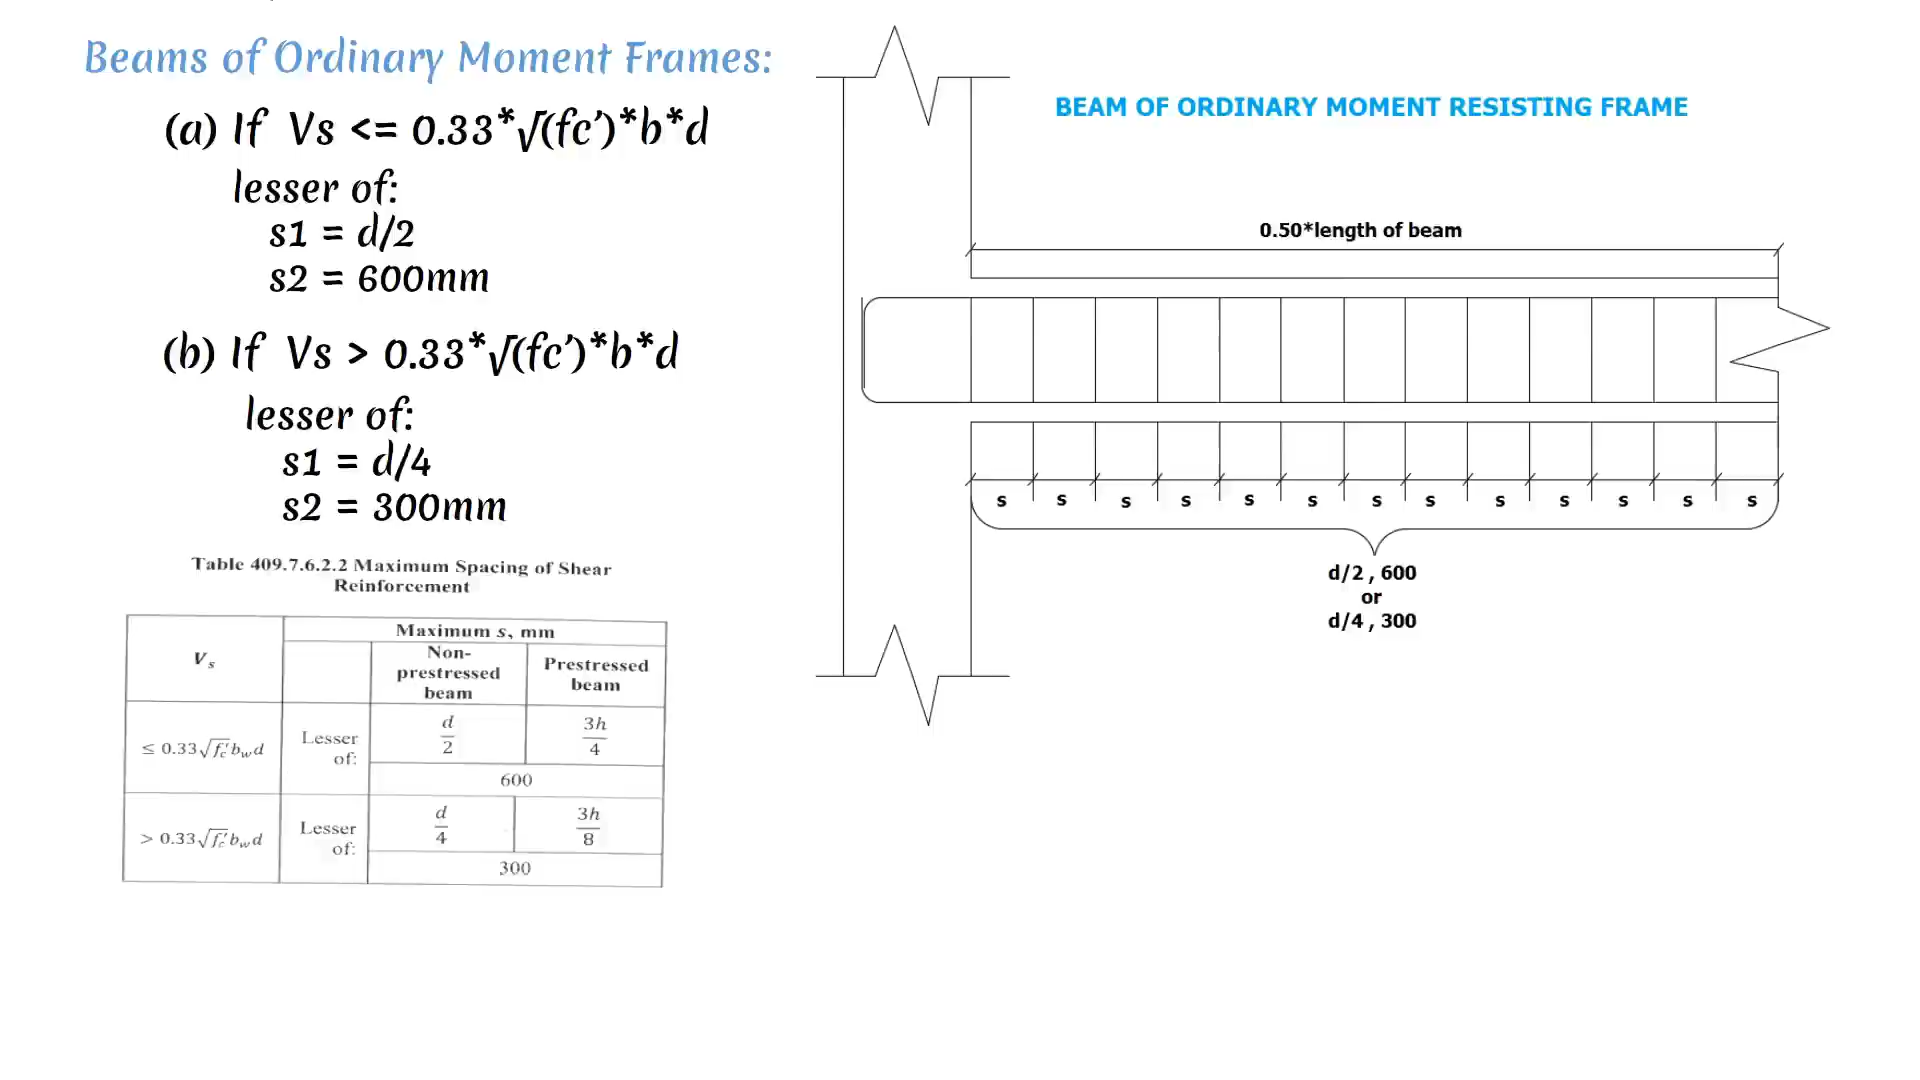 Beams of Ordinary Moment Frames:
(a) If Vs <= 0.33*√(fc’)*b*d
lesser of:
s1 = d/2
s2 = 600mm
(b) If Vs > 0.33*√(fc’)*b*d
lesser of:
s1 = d/4
s2 = 300mm
Table 409.7.6.2.2 Maximum Spacing of Shear
Reinforcement
Vs
Maximum s, mm
Non-
prestressed
beam
Prestressed
beam
≤ 0.33√fc′bwd
Lesser
of:
d
2
3h
4
600
> 0.33√fc′bwd
Lesser
of:
d
4
3h
8
300
BEAM OF ORDINARY MOMENT RESISTING FRAME
0.50*length of beam
s s s s s s s s s s s s s
d/2 , 600
or
d/4 , 300